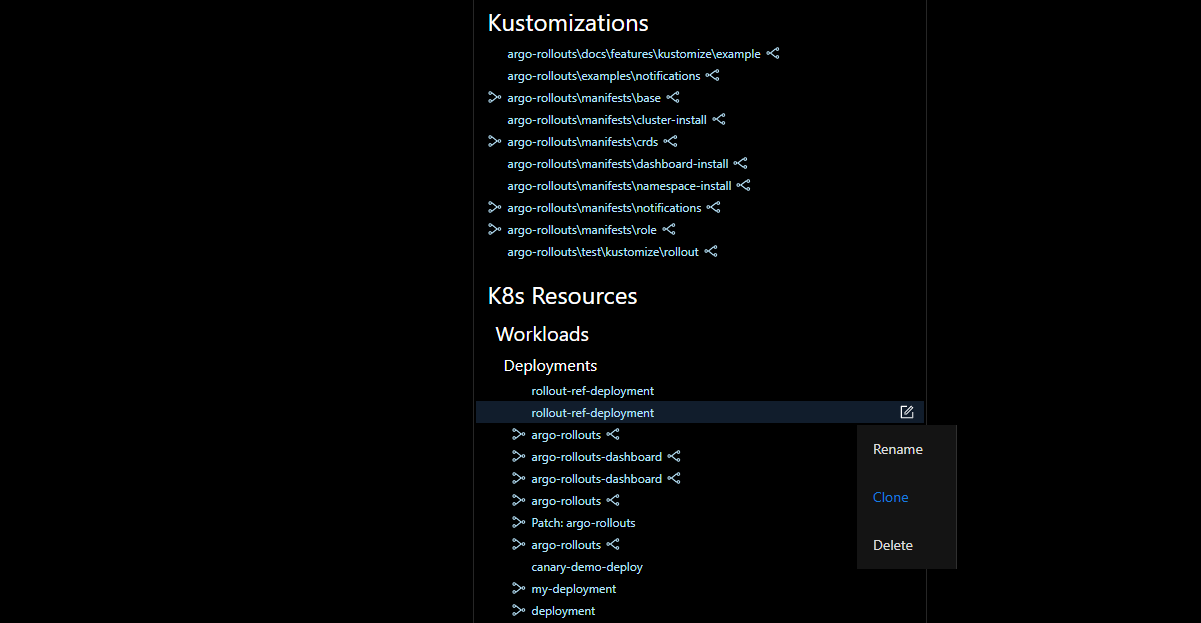 Kustomizations
argo-rollouts\docs\features\kustomize\example
argo-rollouts\examples\notifications
argo-rollouts\manifests\base
argo-rollouts\manifests\cluster-install
argo-rollouts\manifests\crds
argo-rollouts\manifests\dashboard-install
argo-rollouts\manifests\namespace-install
argo-rollouts\manifests\notifications
argo-rollouts\manifests\role
argo-rollouts\test\kustomize\rollout
K8s Resources
Workloads
Deployments
rollout-ref-deployment
rollout-ref-deployment
argo-rollouts
argo-rollouts-dashboard
argo-rollouts-dashboard
argo-rollouts
Patch: argo-rollouts
argo-rollouts
canary-demo-deploy
my-deployment
deployment
Rename
Clone
Delete